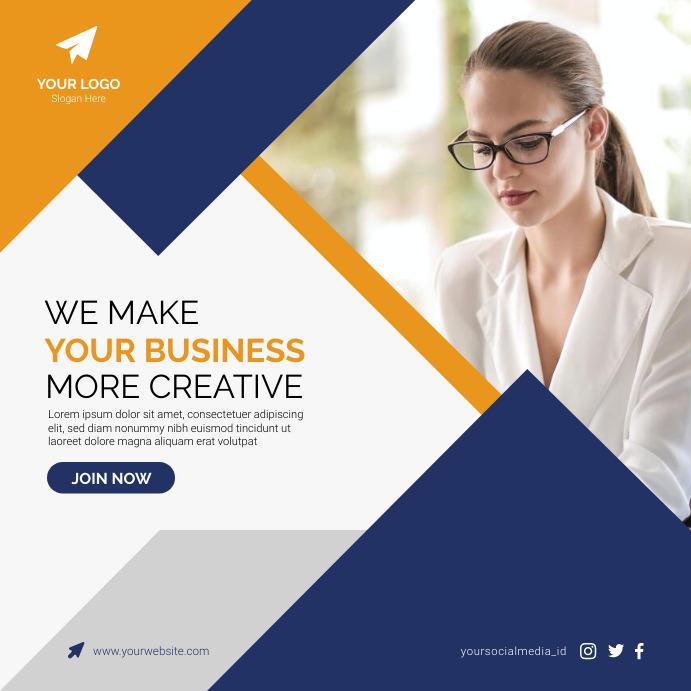 YOUR LOGO
Slogan Here
WE MAKE
YOUR BUSINESS
MORE CREATIVE
Lorem ipsum dolor sit amet, consectetuer adipiscing
elit, sed diam nonummy nibh euismod tincidunt ut
laoreet dolore magna aliquam erat volutpat
JOIN NOW
www.yourwebsite.com
yoursocialmedia_id